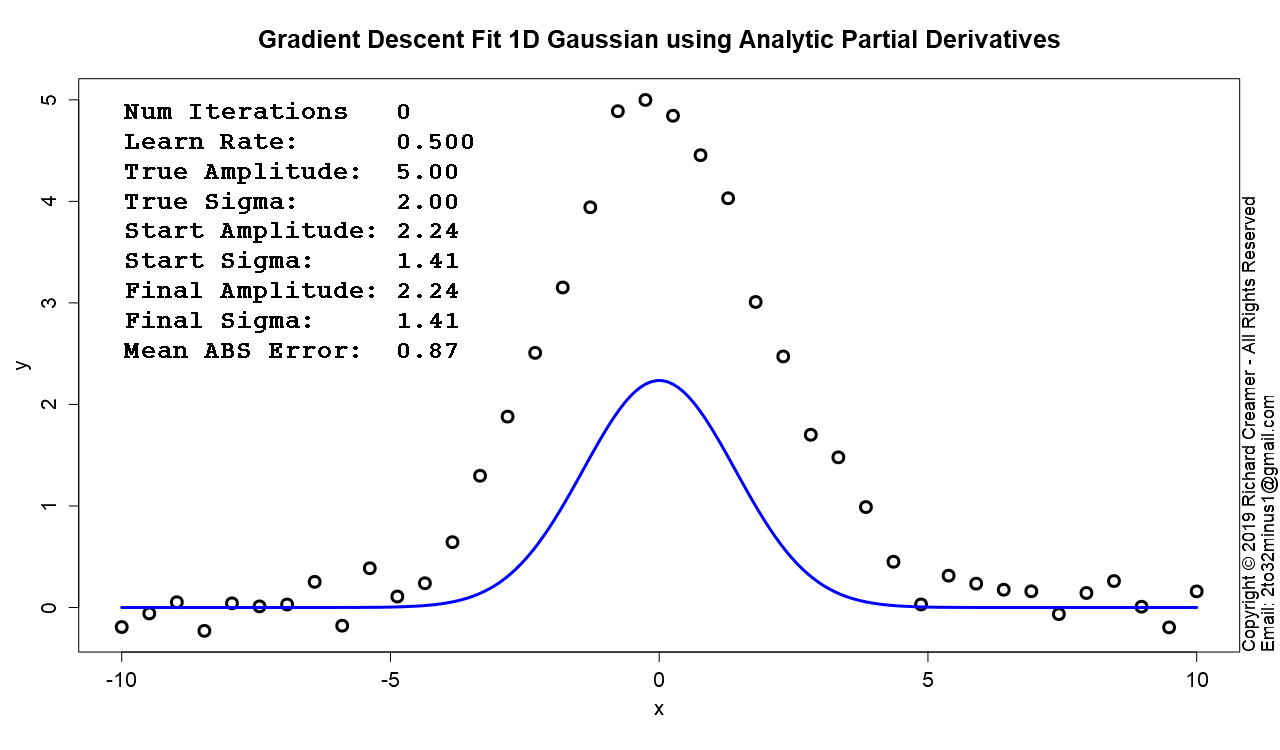 Gradient Descent Fit 1D Gaussian using Analytic Partial Derivatives
Num Iterations 0
Learn Rate: 0.500
True Amplitude: 5.00
True Sigma: 2.00
Start Amplitude: 2.24
Start Sigma: 1.41
Final Amplitude: 2.24
Final Sigma: 1.41
Mean ABS Error: 0.87
5
4
3
2
1
0
y
-10 -5 0 5 10
x
Copyright © 2019 Richard Creamer - All Rights Reserved
Email: 2to32minus1@gmail.com